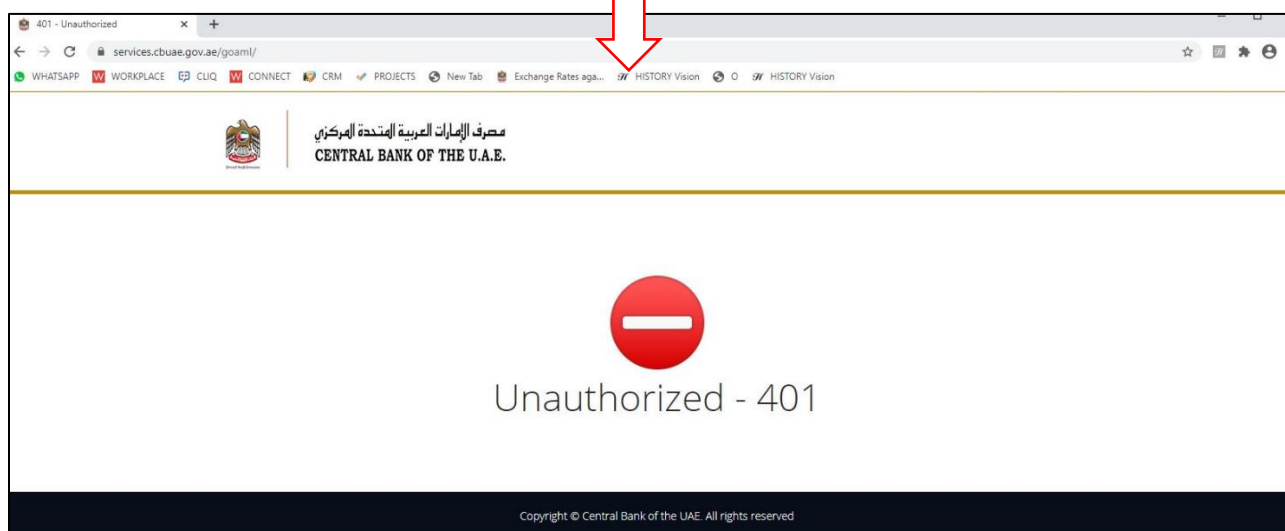 401 - Unauthorized
services.cbuae.gov.ae/goaml/
WHATSAPP WORKPLACE CLIQ CONNECT CRM PROJECTS New Tab Exchange Rates aga... HISTORY Vision O HISTORY Vision
مصرف الإمارات العربية المتحدة المركزي
CENTRAL BANK OF THE U.A.E.
Unauthorized - 401
Copyright © Central Bank of the UAE. All rights reserved